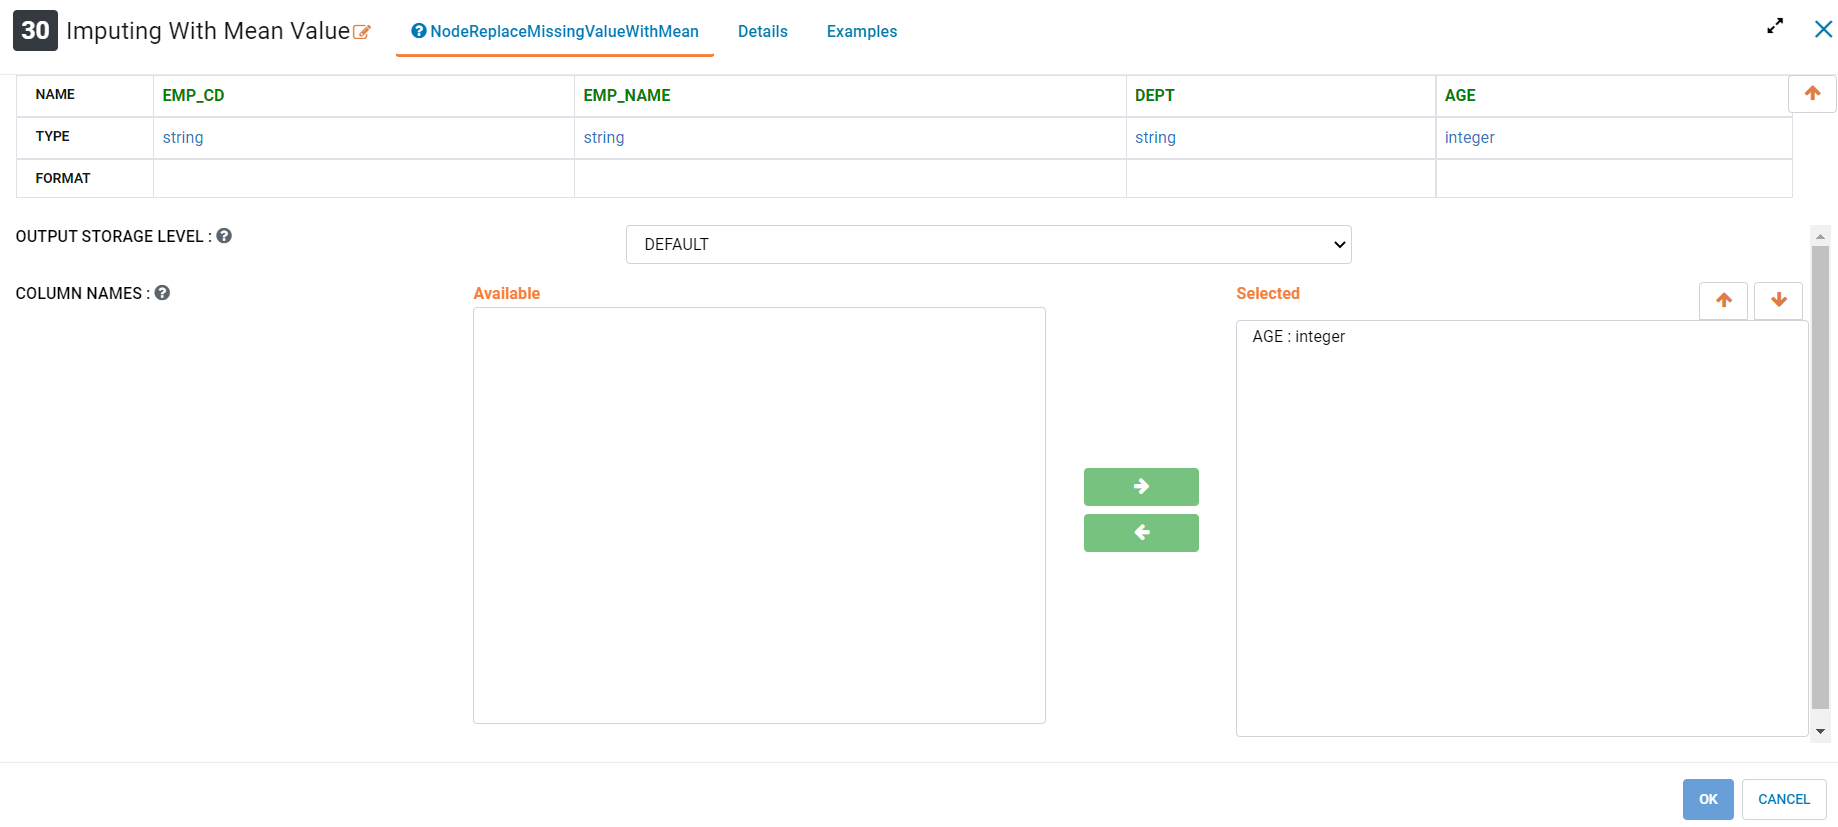 30 Imputing With Mean Value NodeReplaceMissingValueWithMean Details Examples
NAME EMP_CD EMP_NAME DEPT AGE
TYPE string string string integer
FORMAT
OUTPUT STORAGE LEVEL : DEFAULT
COLUMN NAMES : Available Selected
AGE : integer
OK CANCEL